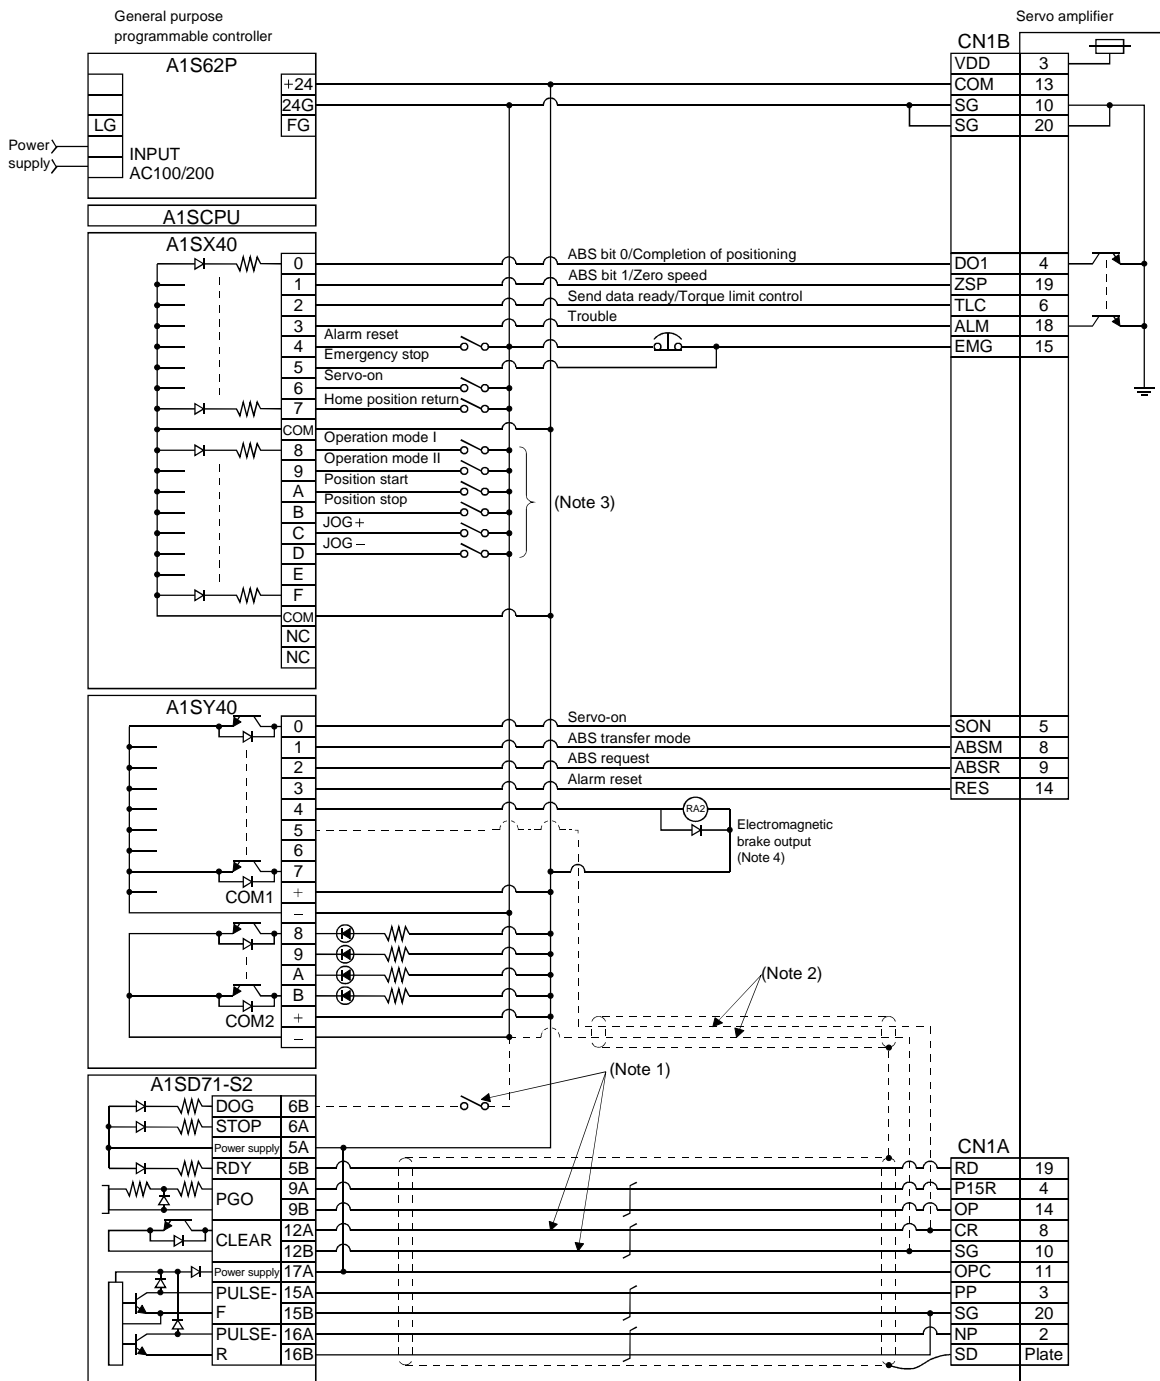 General purpose
programmable controller
Servo amplifier
A1S62P
+24
24G
LG
FG
Power
supply
INPUT
AC100/200
CN1B
VDD 3
COM 13
SG 10
SG 20
A1SCPU
A1SX40
0
ABS bit 0/Completion of positioning
DO1 4
1
ABS bit 1/Zero speed
ZSP 19
2
Send data ready/Torque limit control
TLC 6
3
Trouble
ALM 18
4
Alarm reset
EMG 15
5
Emergency stop
6
Servo-on
7
Home position return
COM
8
Operation mode I
9
Operation mode II
A
Position start
B
Position stop
(Note 3)
C
JOG+
D
JOG−
E
F
COM
NC
NC
A1SY40
0
Servo-on
SON 5
1
ABS transfer mode
ABSM 8
2
ABS request
ABSR 9
3
Alarm reset
RES 14
4
RA2
5
Electromagnetic
brake output
(Note 4)
6
7
COM1
+
−
8
9
A
B
(Note 2)
COM2
+
−
(Note 1)
A1SD71-S2
DOG 6B
STOP 6A
Power supply 5A
CN1A
RDY 5B
RD 19
PGO
9A
P15R 4
9B
OP 14
CLEAR
12A
CR 8
12B
SG 10
Power supply 17A
OPC 11
PULSE-
F
15A
PP 3
15B
SG 20
PULSE-
R
16A
NP 2
16B
SD Plate